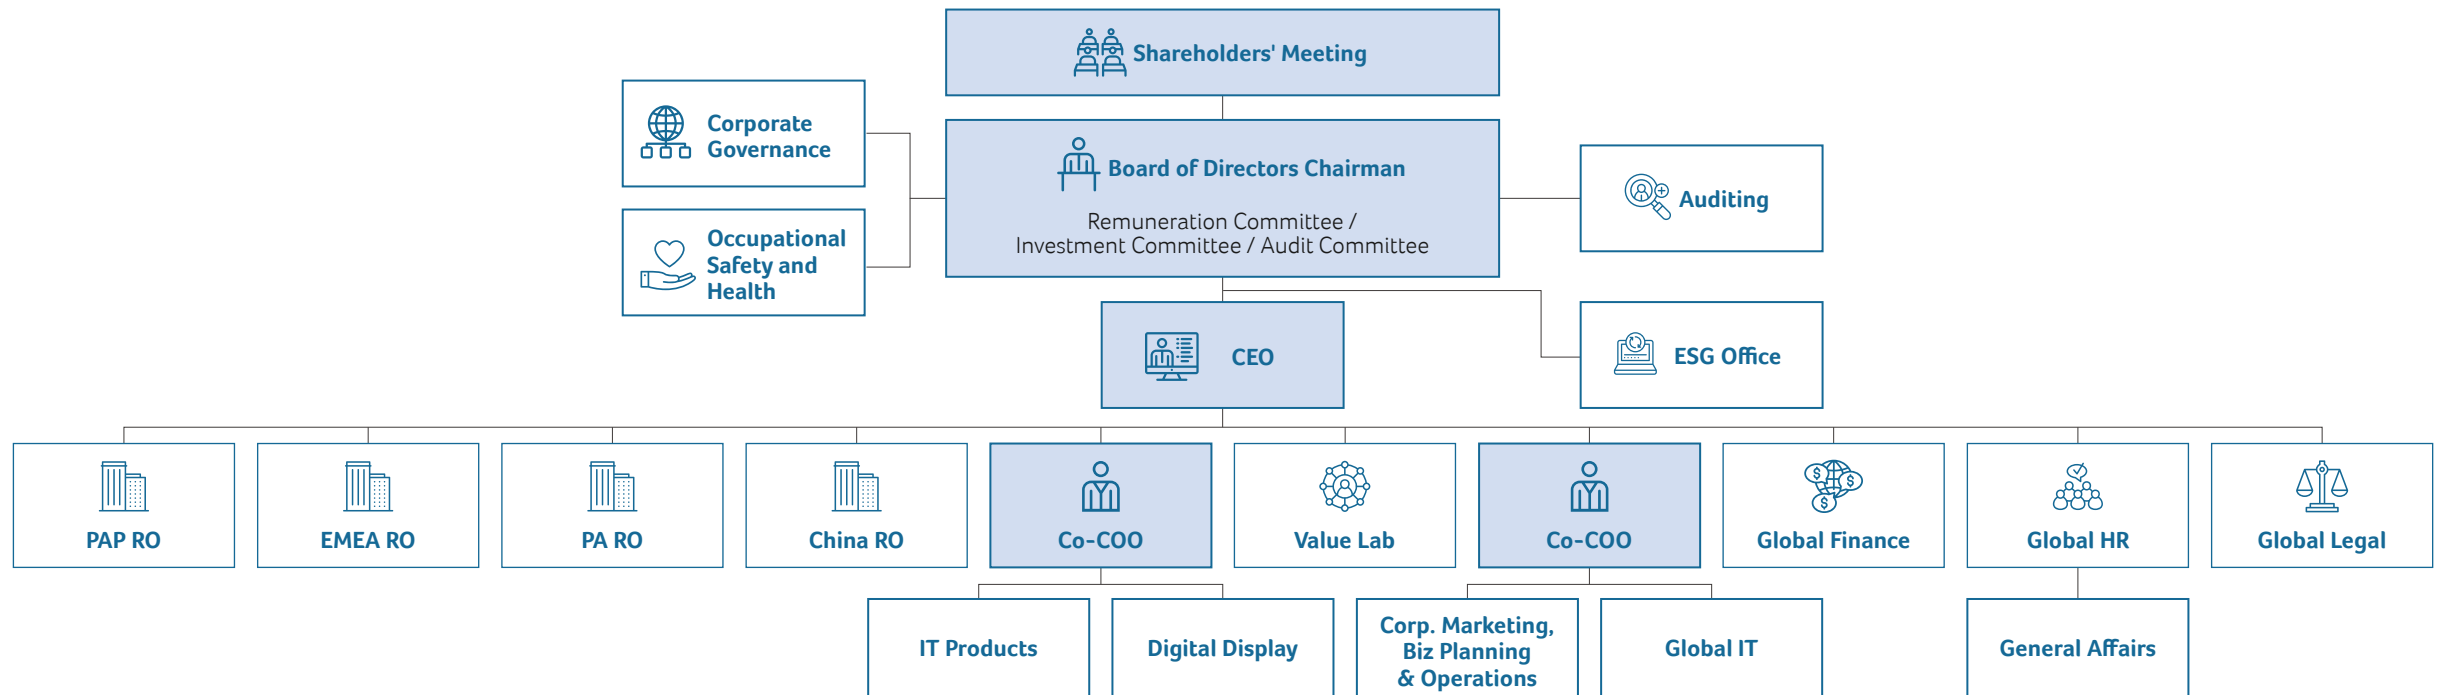 Shareholders' Meeting
Corporate
Governance
Board of Directors Chairman
Remuneration Committee /
Investment Committee / Audit Committee
Auditing
Occupational
Safety and
Health
CEO
ESG Office
PAP RO
EMEA RO
PA RO
China RO
Co-COO
Value Lab
Co-COO
Global Finance
Global HR
Global Legal
IT Products
Digital Display
Corp. Marketing,
Biz Planning
& Operations
Global IT
General Affairs